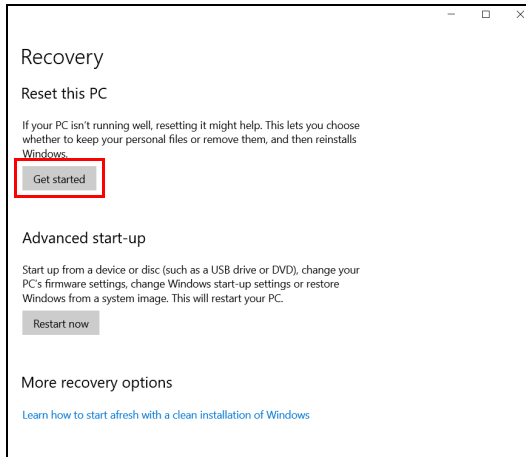 Recovery
Reset this PC
If your PC isn't running well, resetting it might help. This lets you choose
whether to keep your personal files or remove them, and then reinstalls
Windows.
Get started
Advanced start-up
Start up from a device or disc (such as a USB drive or DVD), change your
PC's firmware settings, change Windows start-up settings or restore
Windows from a system image. This will restart your PC.
Restart now
More recovery options
Learn how to start afresh with a clean installation of Windows